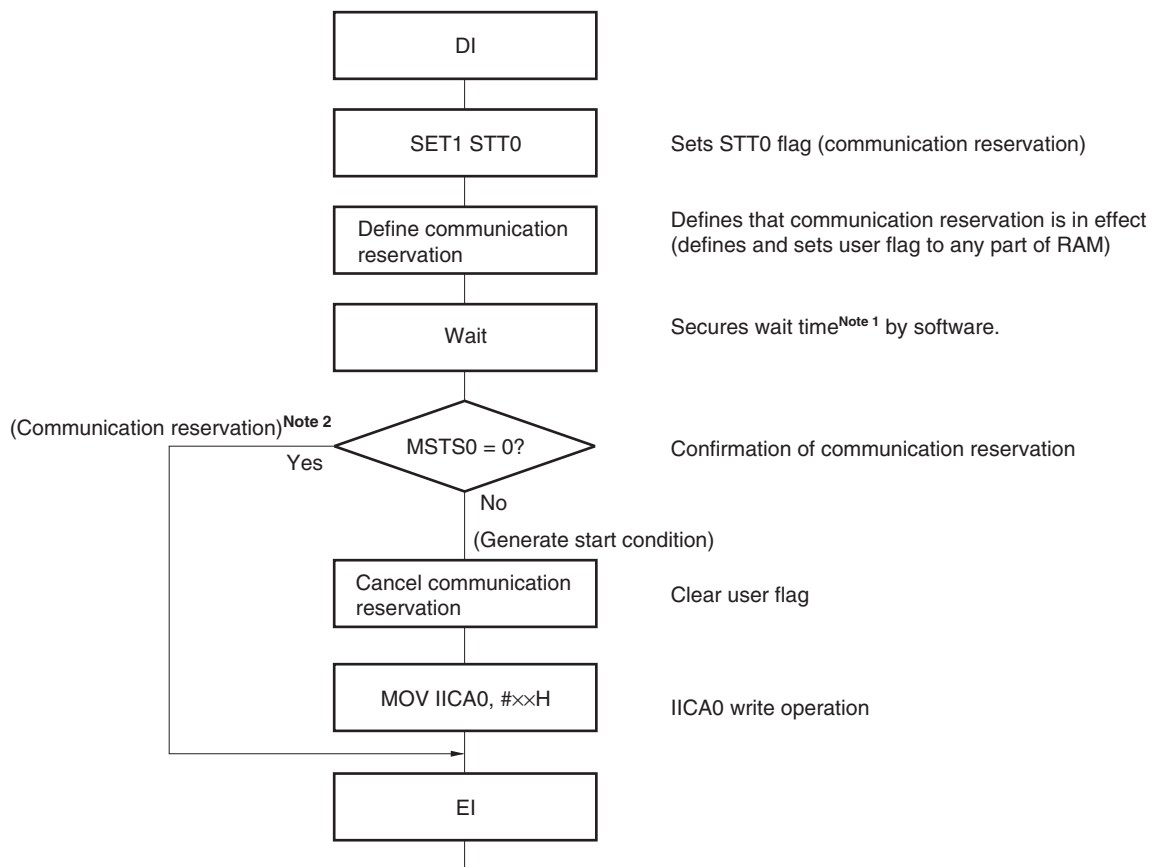 DI
SET1 STT0
Sets STT0 flag (communication reservation)
Define communication
reservation
Defines that communication reservation is in effect
(defines and sets user flag to any part of RAM)
Wait
Secures wait timeNote 1 by software.
(Communication reservation)Note 2
MSTS0 = 0?
Confirmation of communication reservation
Yes
No
(Generate start condition)
Cancel communication
reservation
Clear user flag
MOV IICA0, #××H
IICA0 write operation
EI